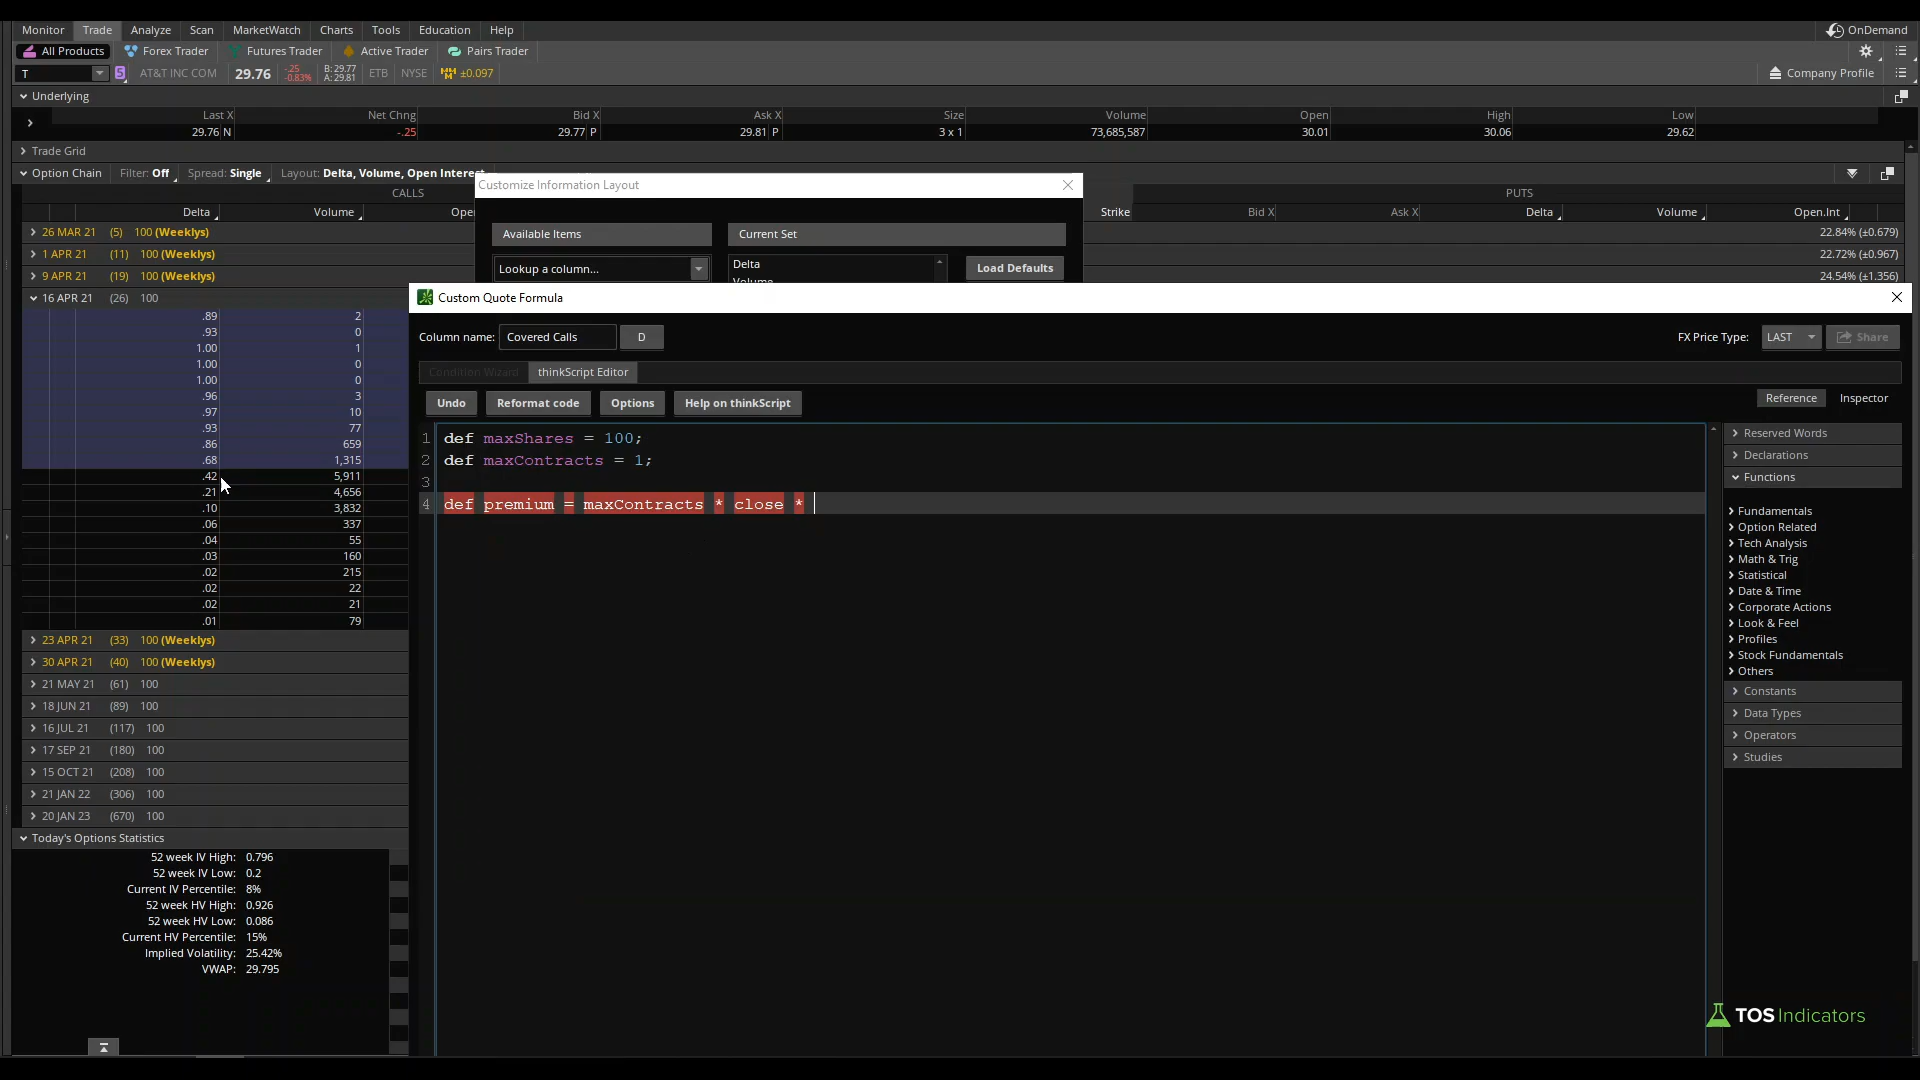 Monitor Trade Analyze Scan MarketWatch Charts Tools Education Help OnDemand
All Products Forex Trader Futures Trader Active Trader Pairs Trader
T AT&T INC COM 29.76 -.25 -0.83% B: 29.77 A: 29.81 ETB NYSE ±0.097 Company Profile
Underlying
Last X Net Chng Bid X Ask X Size Volume Open High Low
29.76 N -.25 29.77 P 29.81 P 3 x 1 73,685,587 30.01 30.06 29.62
Trade Grid
Option Chain Filter: Off Spread: Single Layout: Delta, Volume, Open Interest
Customize Information Layout
CALLS PUTS
Delta Volume Ope Strike Bid X Ask X Delta Volume Open.Int
26 MAR 21 (5) 100 (Weeklys) 22.84% (±0.679)
Available Items Current Set
1 APR 21 (11) 100 (Weeklys) 22.72% (±0.967)
Lookup a column... Delta Load Defaults
9 APR 21 (19) 100 (Weeklys) 24.54% (±1.356)
Volume
16 APR 21 (26) 100
Custom Quote Formula
Column name: Covered Calls D FX Price Type: LAST Share
Condition Wizard thinkScript Editor
Undo Reformat code Options Help on thinkScript Reference Inspector
1 def maxShares = 100;
2 def maxContracts = 1;
3
4 def premium = maxContracts * close *
.89 2
.93 0
1.00 1
1.00 0
1.00 0
.96 3
.97 10
.93 77
.86 659
.68 1,315
.42 5,911
.21 4,656
.10 3,832
.06 337
.04 55
.03 160
.02 215
.02 22
.02 21
.01 79
23 APR 21 (33) 100 (Weeklys)
30 APR 21 (40) 100 (Weeklys)
21 MAY 21 (61) 100
18 JUN 21 (89) 100
16 JUL 21 (117) 100
17 SEP 21 (180) 100
15 OCT 21 (208) 100
21 JAN 22 (306) 100
20 JAN 23 (670) 100
Today's Options Statistics
52 week IV High: 0.796
52 week IV Low: 0.2
Current IV Percentile: 8%
52 week HV High: 0.926
52 week HV Low: 0.086
Current HV Percentile: 15%
Implied Volatility: 25.42%
VWAP: 29.795
Reserved Words
Declarations
Functions
Fundamentals
Option Related
Tech Analysis
Math & Trig
Statistical
Date & Time
Corporate Actions
Look & Feel
Profiles
Stock Fundamentals
Others
Constants
Data Types
Operators
Studies
TOS Indicators